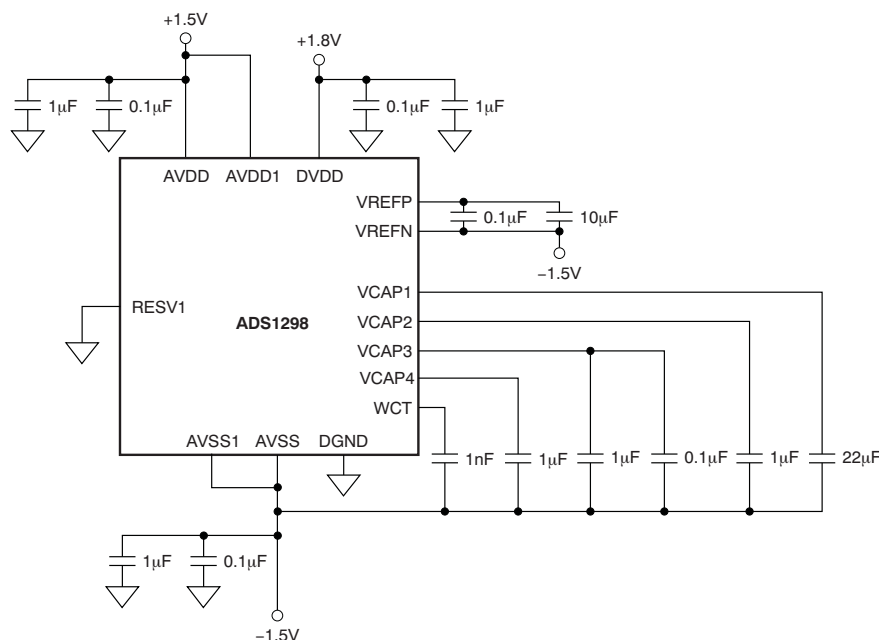 +1.5V
+1.8V
1μF
0.1μF
0.1μF
1μF
AVDD
AVDD1
DVDD
VREFP
VREFN
0.1μF
10μF
−1.5V
VCAP1
VCAP2
VCAP3
VCAP4
WCT
RESV1
ADS1298
AVSS1
AVSS
DGND
1nF
1μF
1μF
0.1μF
1μF
22μF
1μF
0.1μF
−1.5V